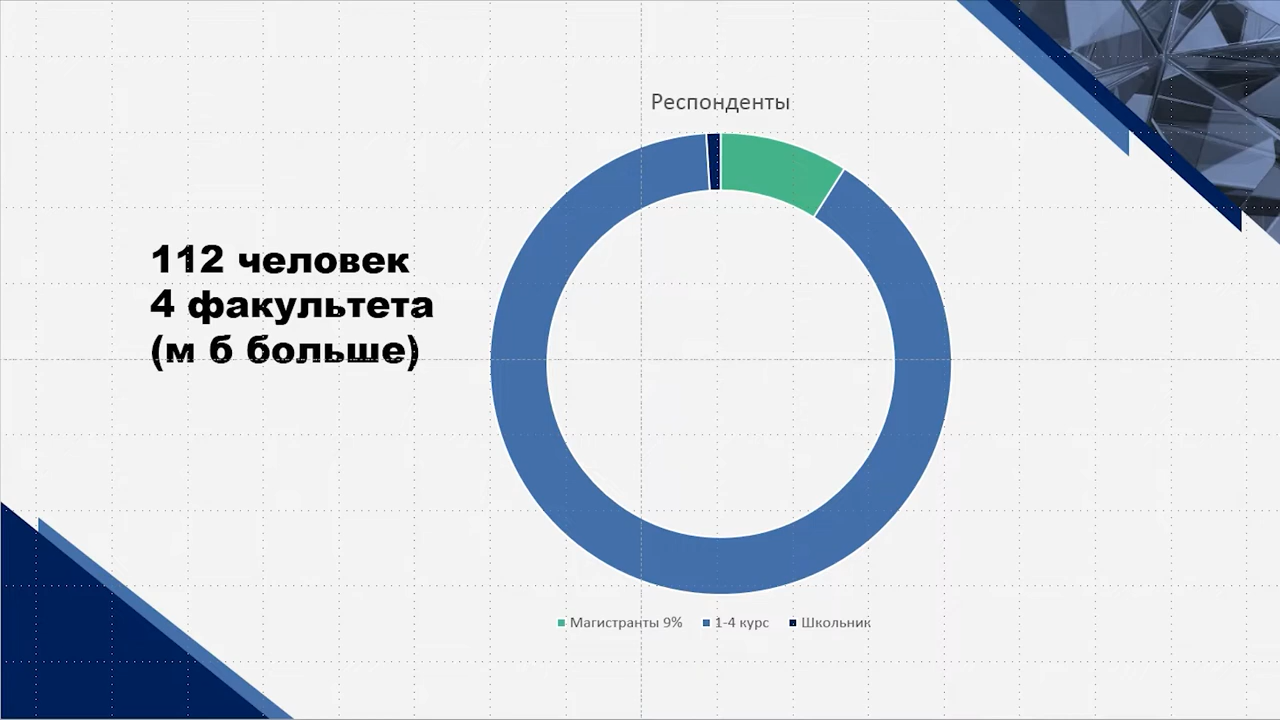 Респонденты
112 человек
4 факультета
(м б больше)
Магистранты 9% 1-4 курс Школьник